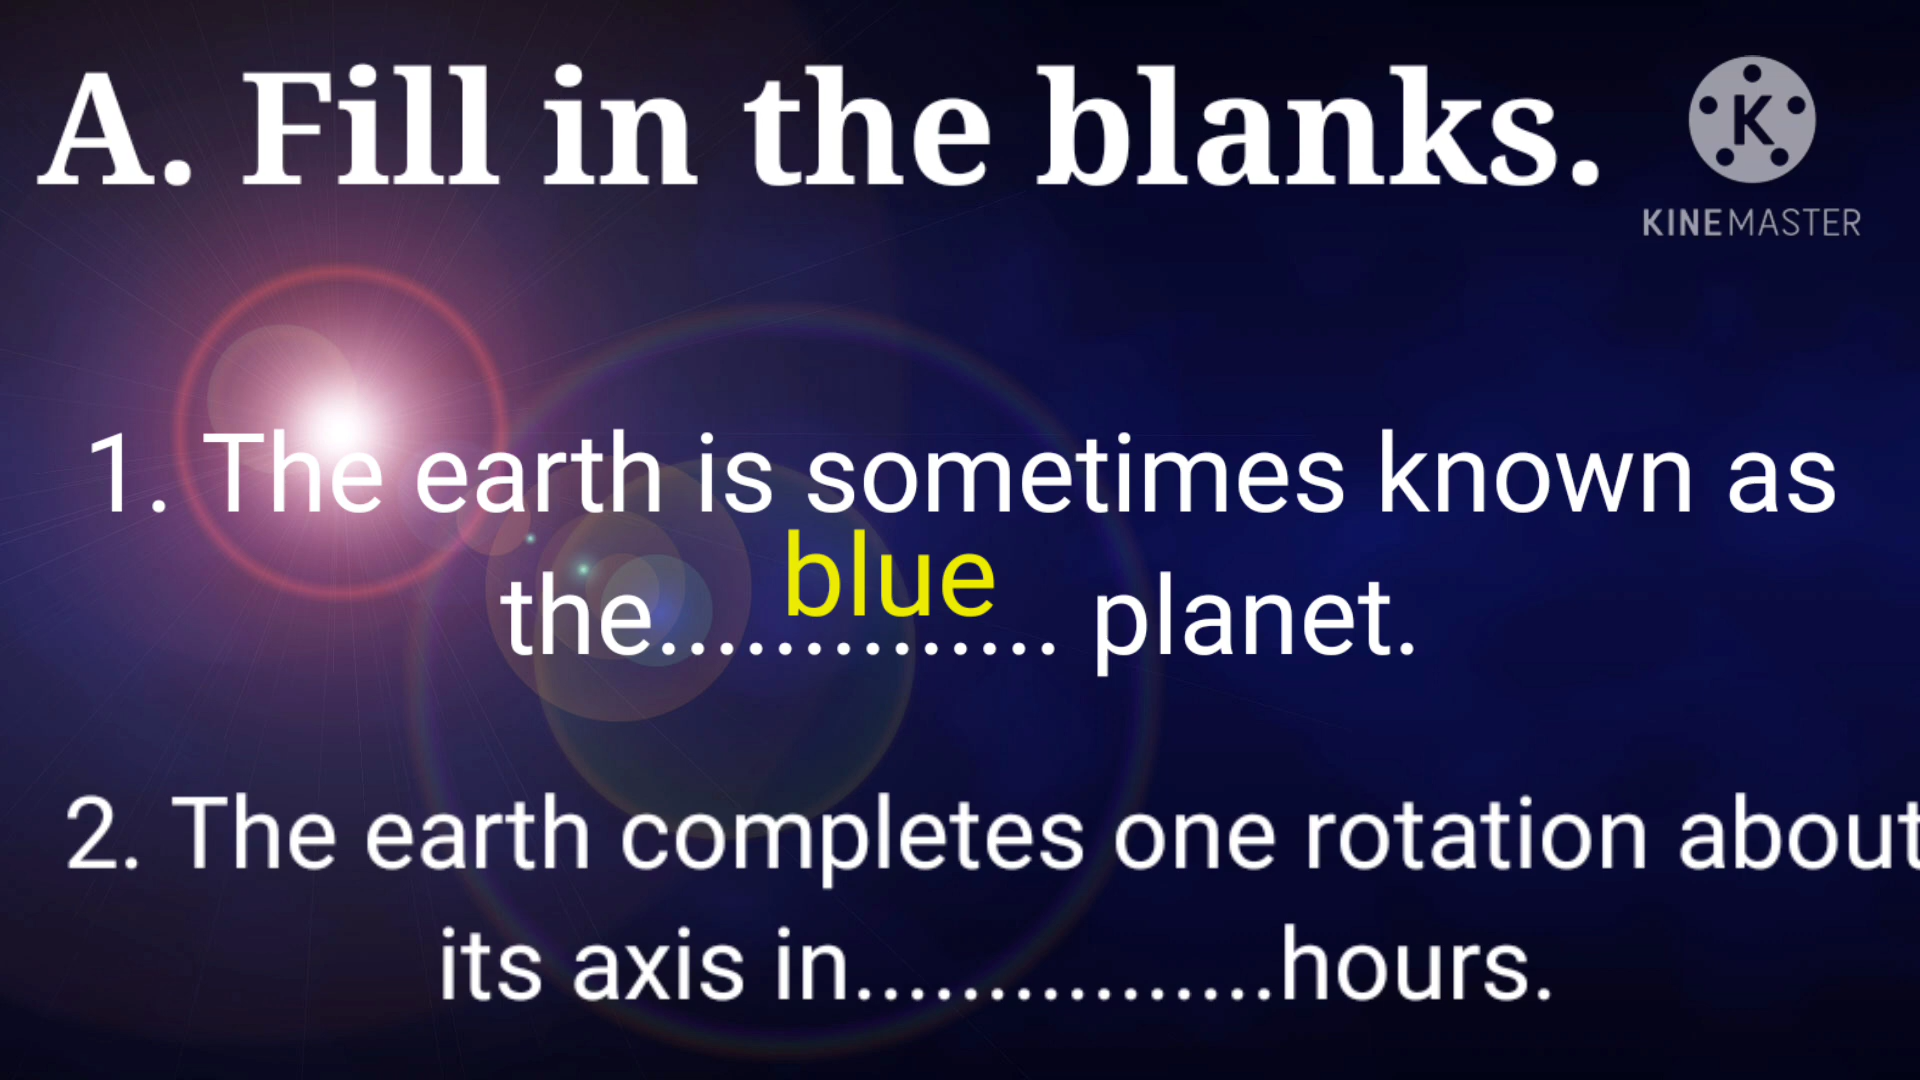 A. Fill in the blanks.
K
KINEMASTER
1. The earth is sometimes known as
blue
the.............. planet.
2. The earth completes one rotation about
its axis in................hours.